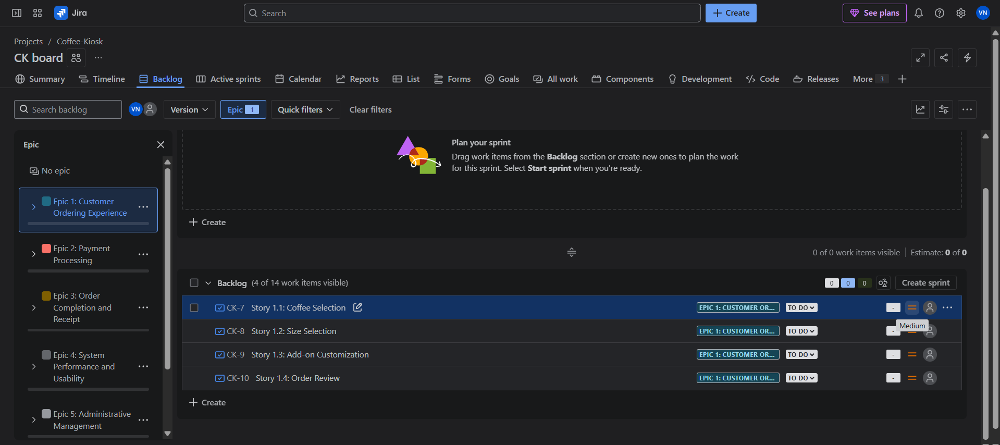 Jira
Search
Create
See plans
VN
Projects / Coffee-Kiosk
CK board
Summary
Timeline
Backlog
Active sprints
Calendar
Reports
List
Forms
Goals
All work
Components
Development
Code
Releases
More 3
Search backlog
VN
Version
Epic 1
Quick filters
Clear filters
Epic
No epic
Epic 1: Customer
Ordering Experience
Epic 2: Payment
Processing
Epic 3: Order
Completion and
Receipt
Epic 4: System
Performance and
Usability
Epic 5: Administrative
Management
Plan your sprint
Drag work items from the Backlog section or create new ones to plan the work
for this sprint. Select Start sprint when you're ready.
Create
0 of 0 work items visible
Estimate: 0 of 0
Backlog (4 of 14 work items visible)
0 0 0
Create sprint
CK-7 Story 1.1: Coffee Selection EPIC 1: CUSTOMER OR... TO DO -
Medium
CK-8 Story 1.2: Size Selection EPIC 1: CUSTOMER OR... TO DO -
CK-9 Story 1.3: Add-on Customization EPIC 1: CUSTOMER OR... TO DO -
CK-10 Story 1.4: Order Review EPIC 1: CUSTOMER OR... TO DO -
Create